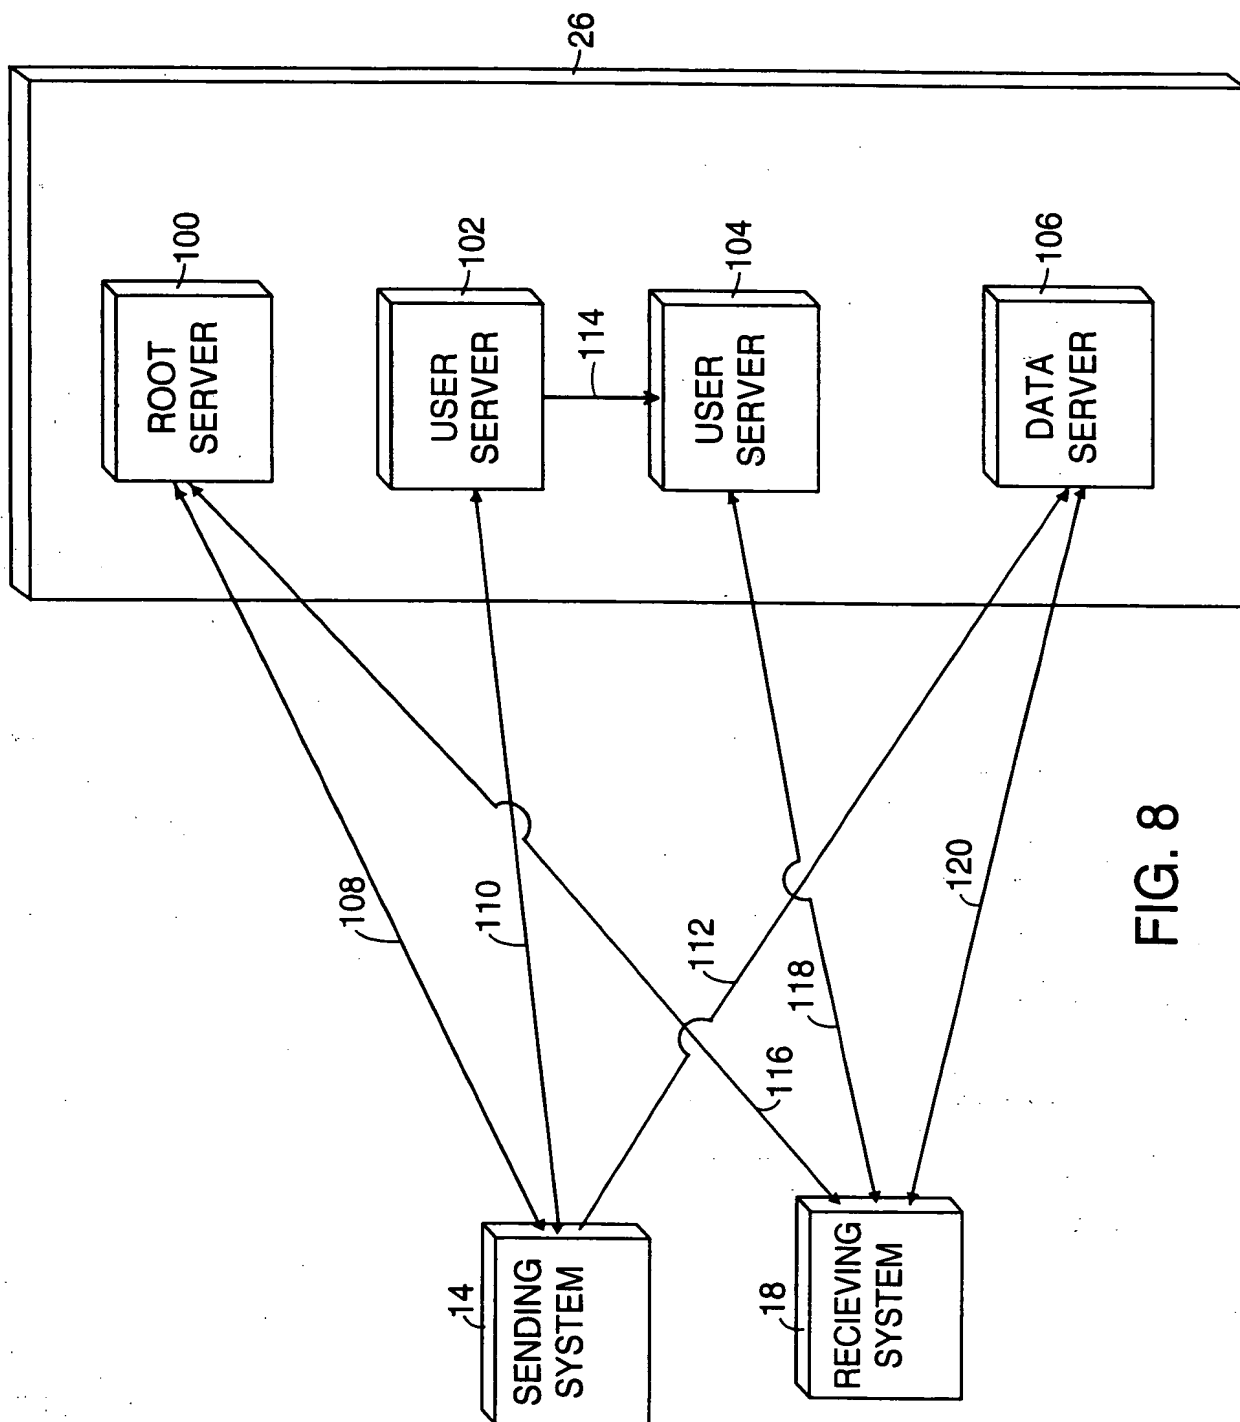 26
100
ROOT
SERVER
102
USER
SERVER
114
104
USER
SERVER
106
DATA
SERVER
108
110
112
116
118
120
14
SENDING
SYSTEM
18
RECIEVING
SYSTEM
FIG. 8